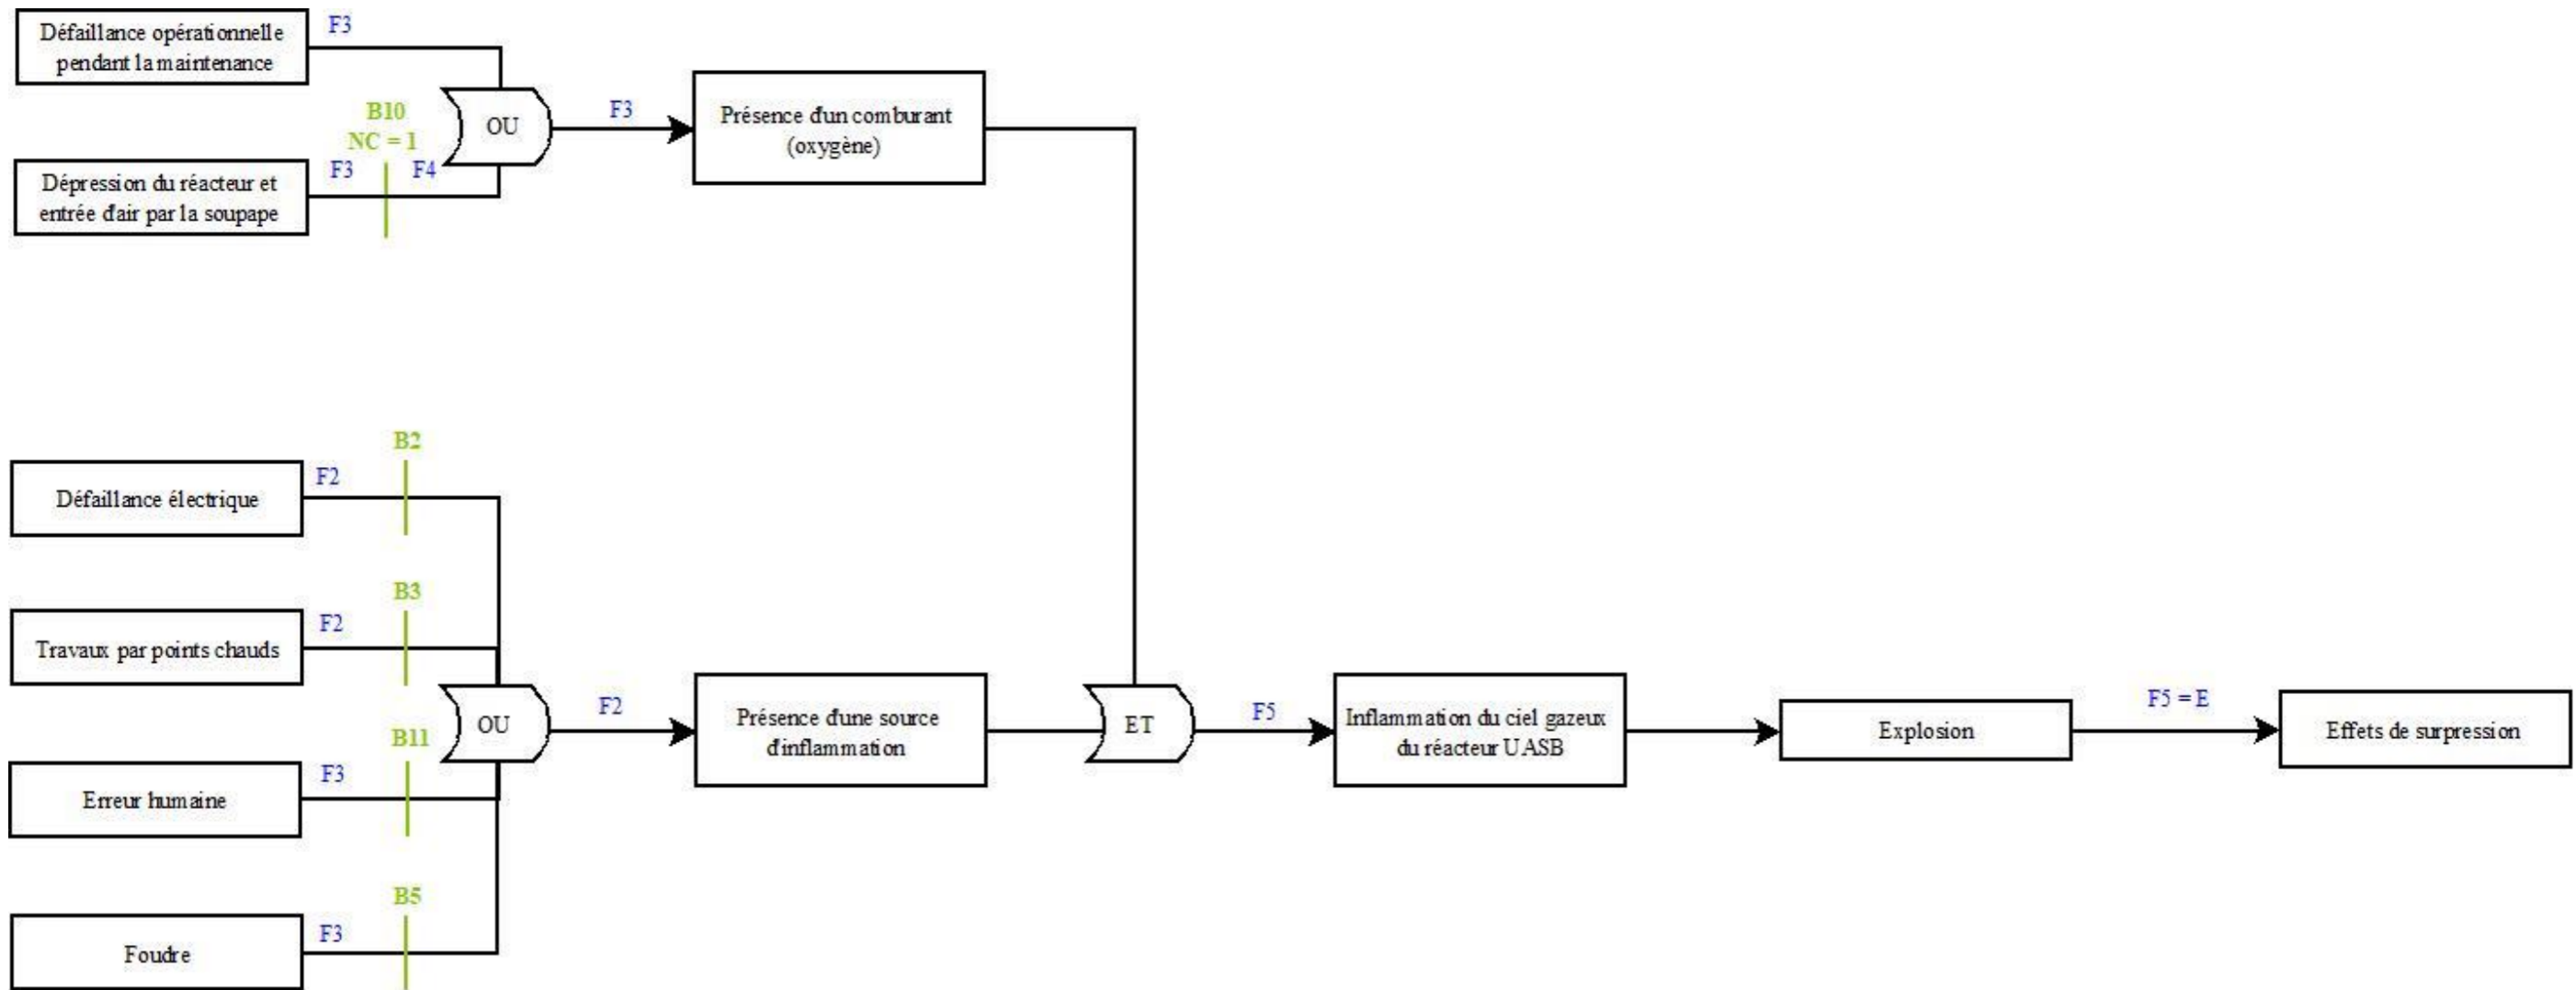 Défaillance opérationnelle
pendant la maintenance
F3
B10
NC = 1
OU
F3
Présence d'un comburant
(oxygène)
Dépression du réacteur et
entrée d'air par la soupape
F3
F4
B2
Défaillance électrique
F2
B3
Travaux par points chauds
F2
OU
F2
Présence d'une source
d'inflammation
ET
F5
Inflammation du ciel gazeux
du réacteur UASB
Explosion
F5 = E
Effets de surpression
B11
Erreur humaine
F3
B5
Foudre
F3